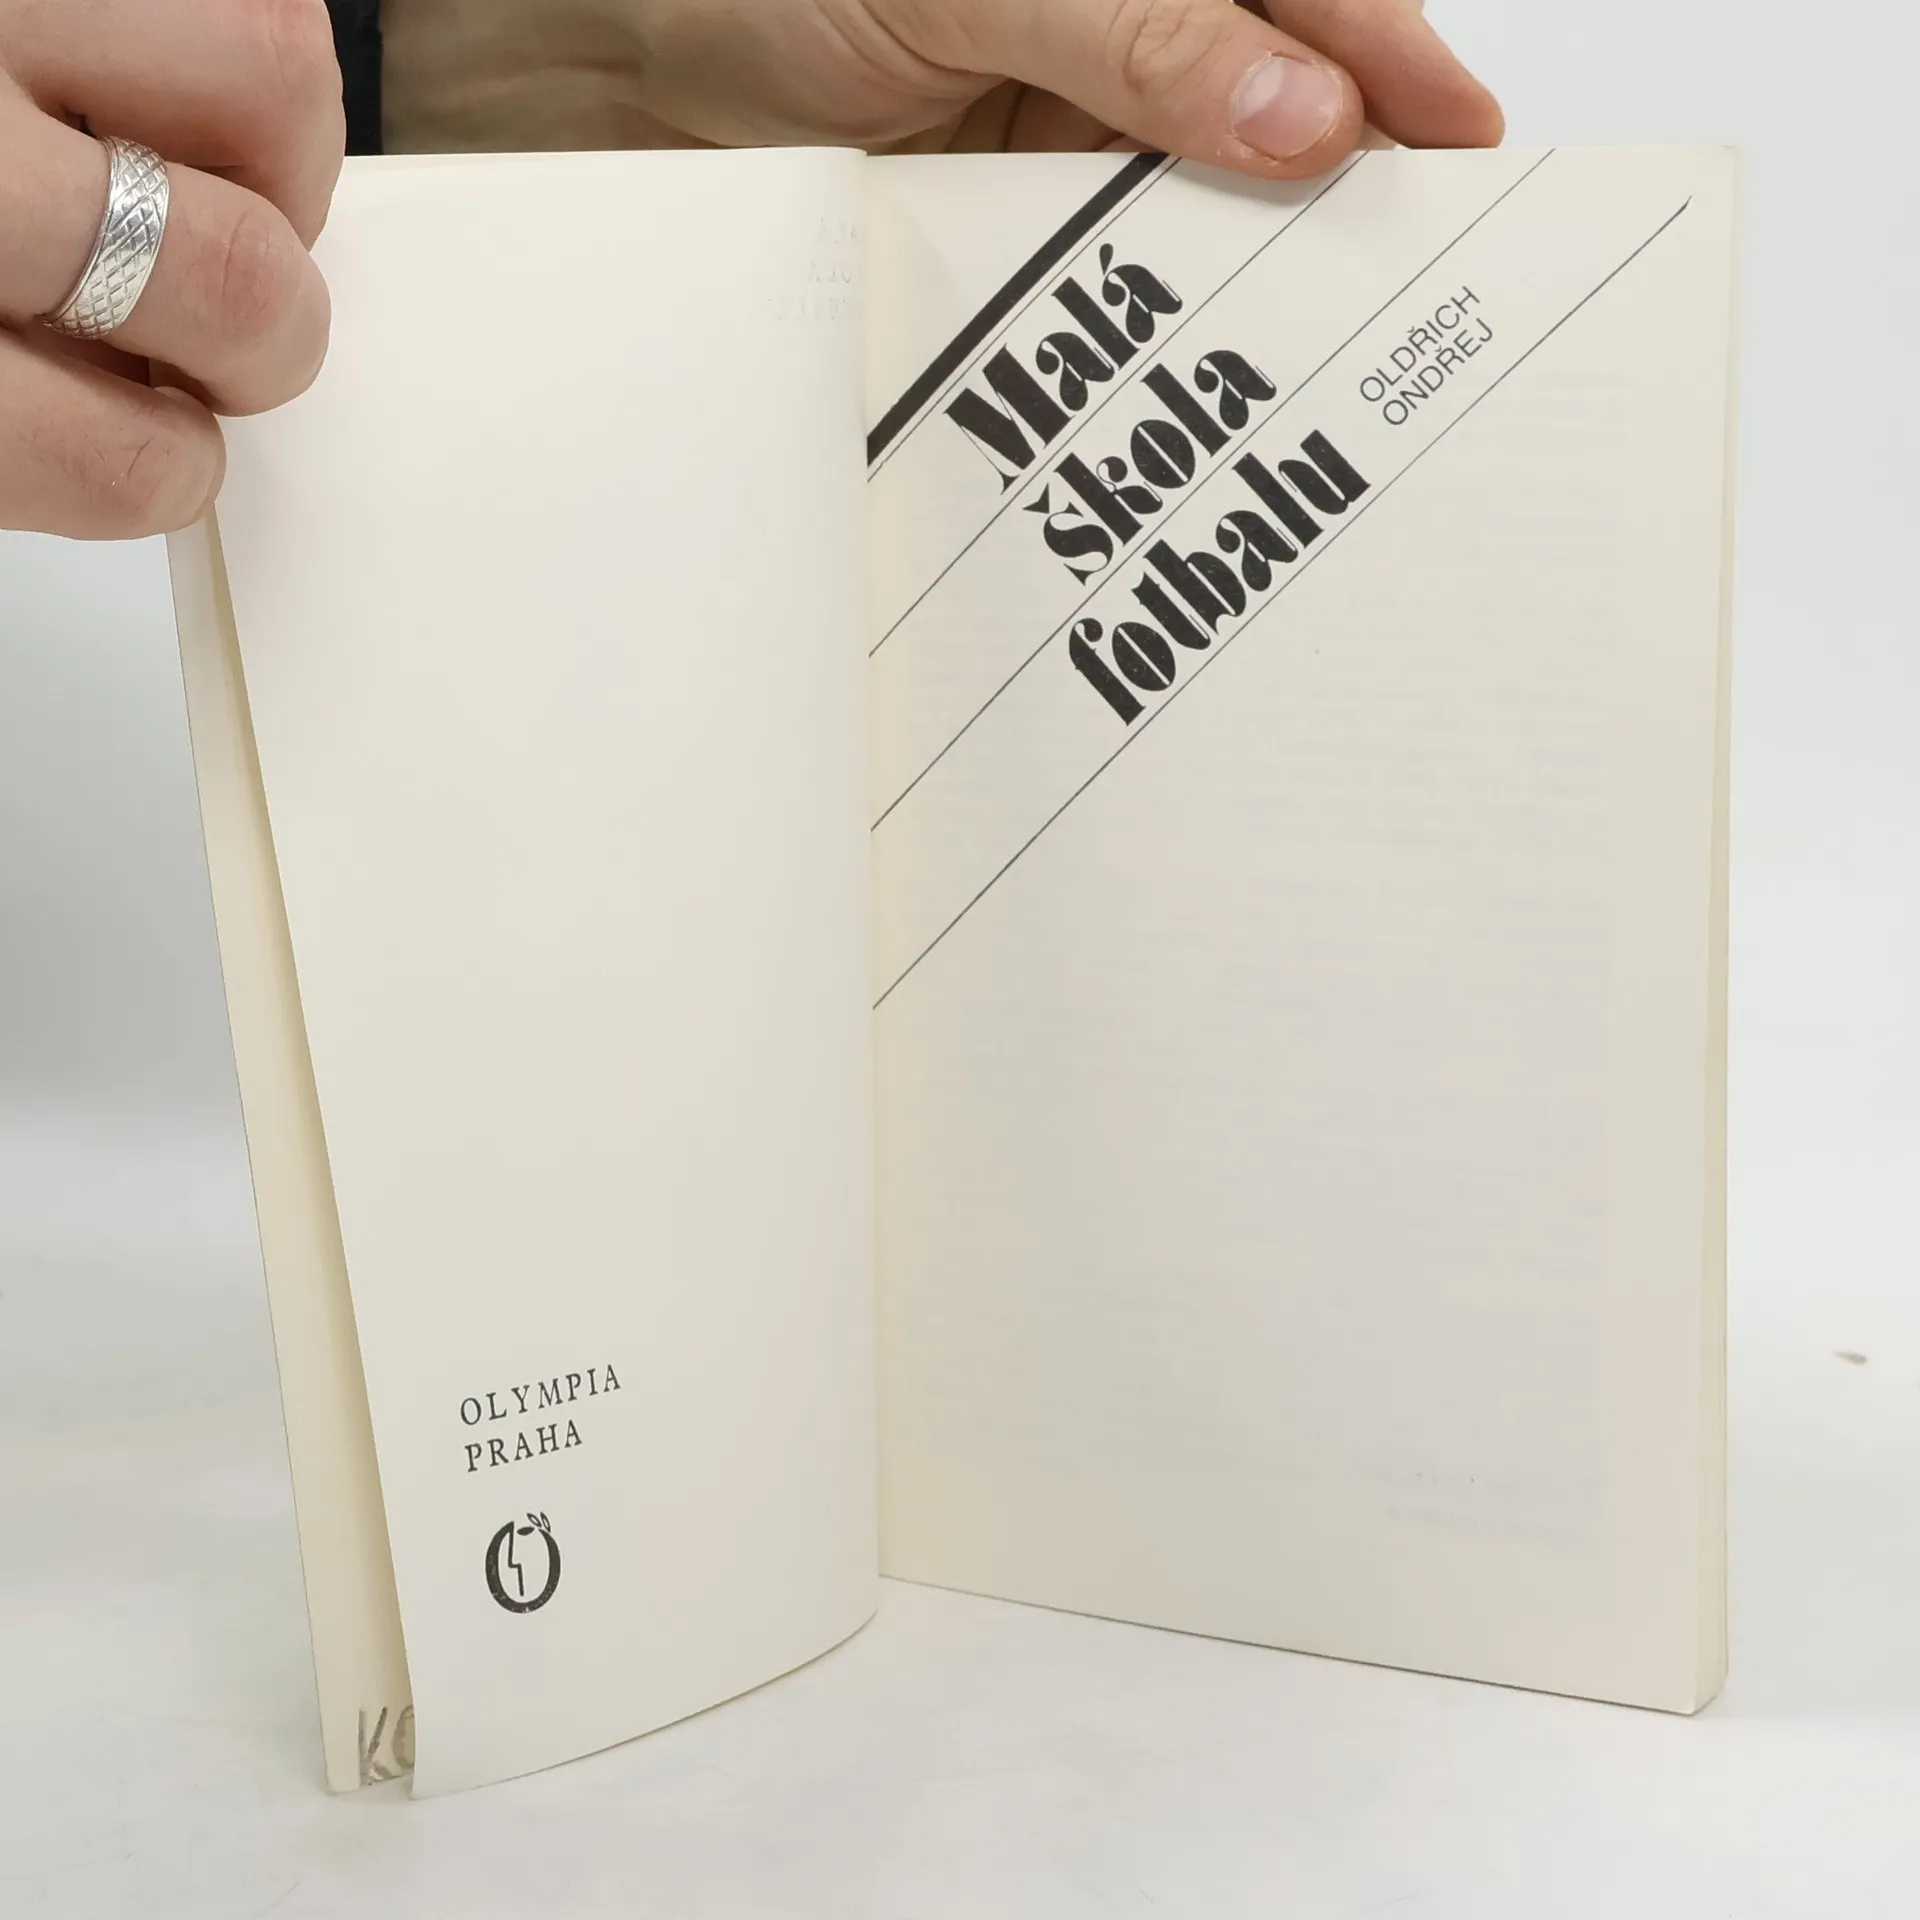 OLYMPIA
PRAHA
Malá
škola
fotbalu
OLDŘICH
ONDŘEJ